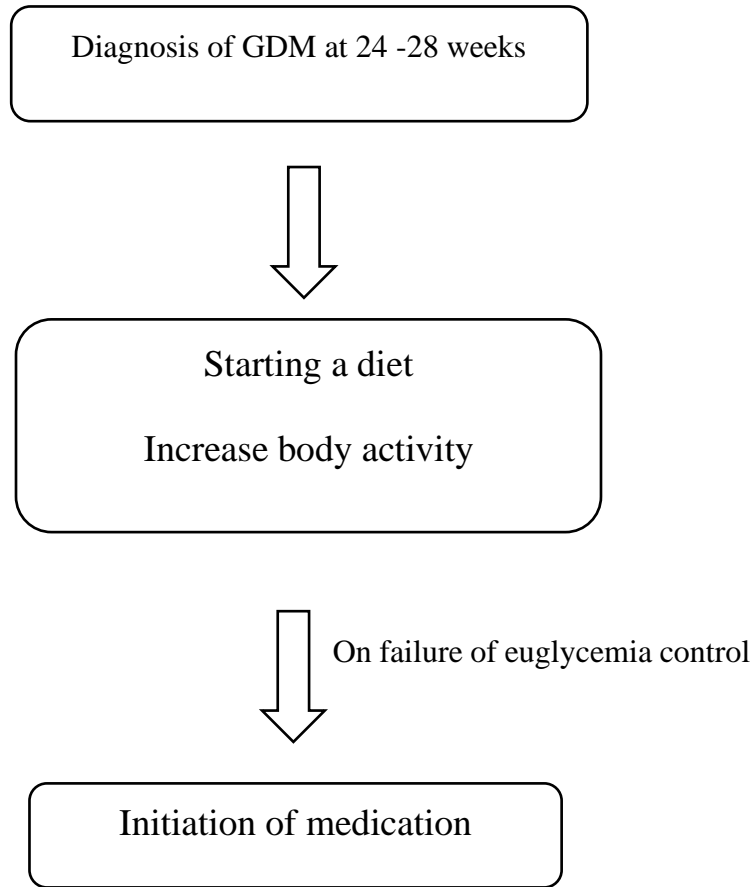 Diagnosis of GDM at 24 -28 weeks
Starting a diet
Increase body activity
On failure of euglycemia control
Initiation of medication